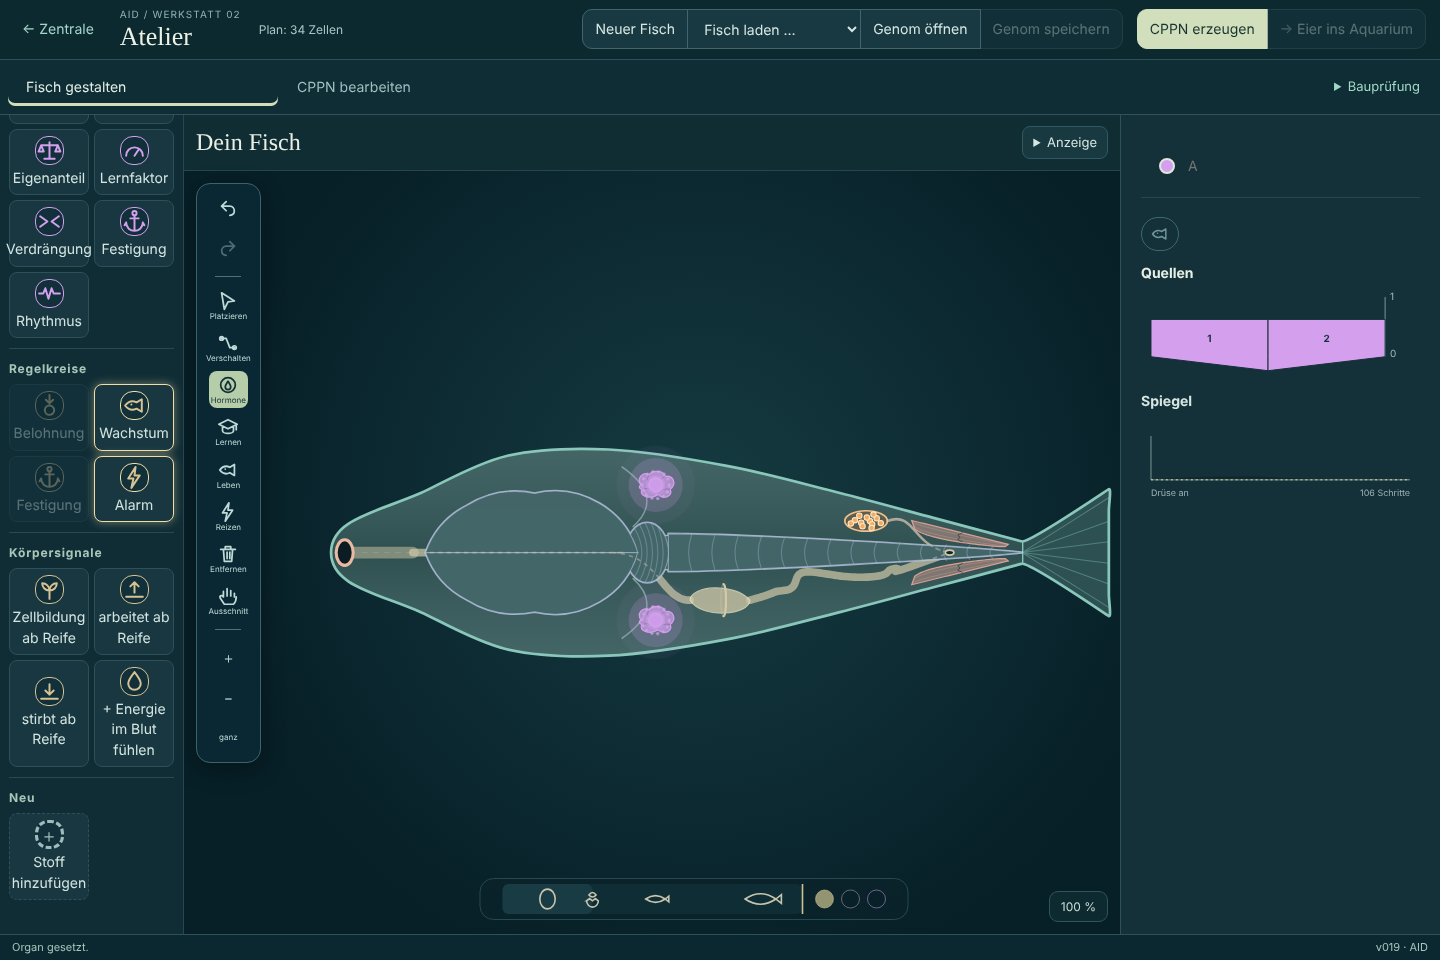 ← Zentrale
AID / WERKSTATT 02
Atelier
Plan: 34 Zellen
Neuer Fisch
Fisch laden ...
Genom öffnen
Genom speichern
CPPN erzeugen
→ Eier ins Aquarium
Fisch gestalten
CPPN bearbeiten
Bauprüfung
Eigenanteil
Lernfaktor
Verdrängung
Festigung
Rhythmus
Regelkreise
Belohnung
Wachstum
Festigung
Alarm
Körpersignale
Zellbildung
ab Reife
arbeitet ab
Reife
stirbt ab
Reife
+ Energie
im Blut
fühlen
Neu
+
Stoff
hinzufügen
Dein Fisch
Anzeige
Platzieren
Verschalten
Hormone
Lernen
Leben
Reizen
Entfernen
Ausschnitt
+
−
ganz
100 %
A
Quellen
1
1
2
0
Spiegel
Drüse an
106 Schritte
Organ gesetzt.
v019 · AID